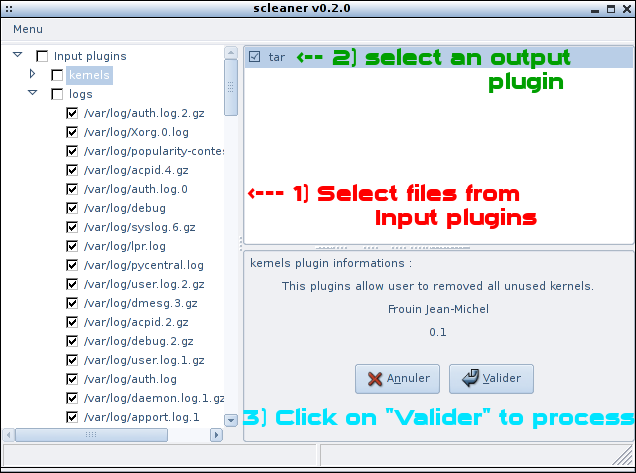 scleaner v0.2.0
Menu
Input plugins
kernels
logs
/var/log/auth.log.2.gz
/var/log/Xorg.0.log
/var/log/popularity-contes
/var/log/acpid.4.gz
/var/log/auth.log.0
/var/log/debug
/var/log/syslog.6.gz
/var/log/lpr.log
/var/log/pycentral.log
/var/log/user.log.2.gz
/var/log/dmesg.3.gz
/var/log/acpid.2.gz
/var/log/debug.2.gz
/var/log/user.log.1.gz
/var/log/auth.log
/var/log/daemon.log.1.gz
/var/log/apport.log.1
tar
<-- 2) select an output
plugin
<--- 1) Select files from
Input plugins
kernels plugin informations :
This plugins allow user to removed all unused kernels.
Frouin Jean-Michel
0.1
Annuler
Valider
3) Click on "Valider" to process